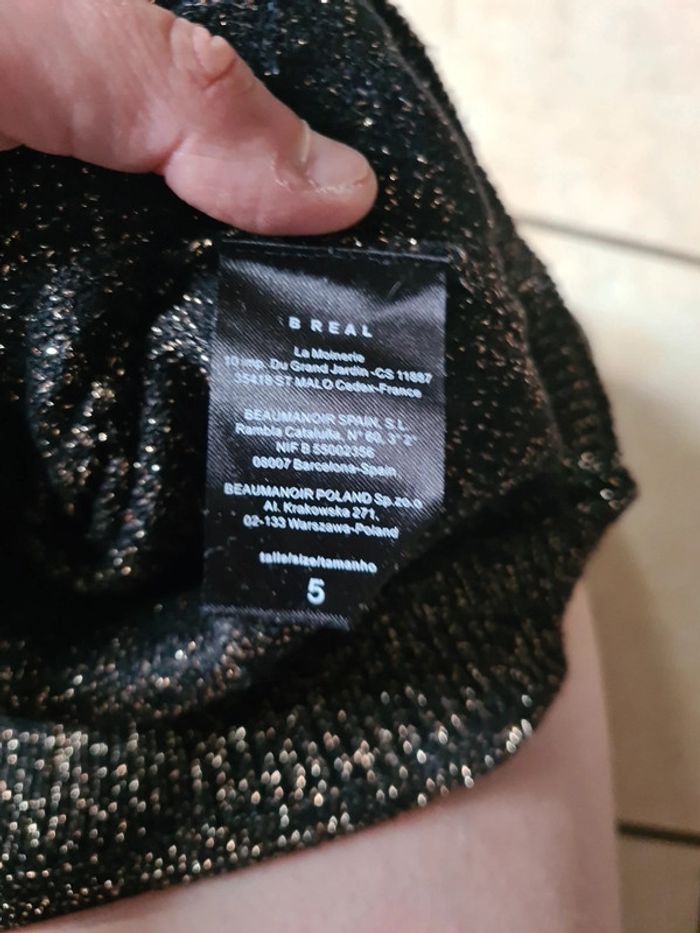 B REAL
La Moinerie
10 imp. Du Grand Jardin -CS 11887
35418 ST MALO Cedex-France
BEAUMANOIR SPAIN, S.L.
Rambla Cataluña, N° 60, 3° 2°
NIF B 55002356
08007 Barcelona-Spain
BEAUMANOIR POLAND Sp.zo.o
Al. Krakowska 271,
02-133 Warszawa-Poland
taille/size/tamanho
5